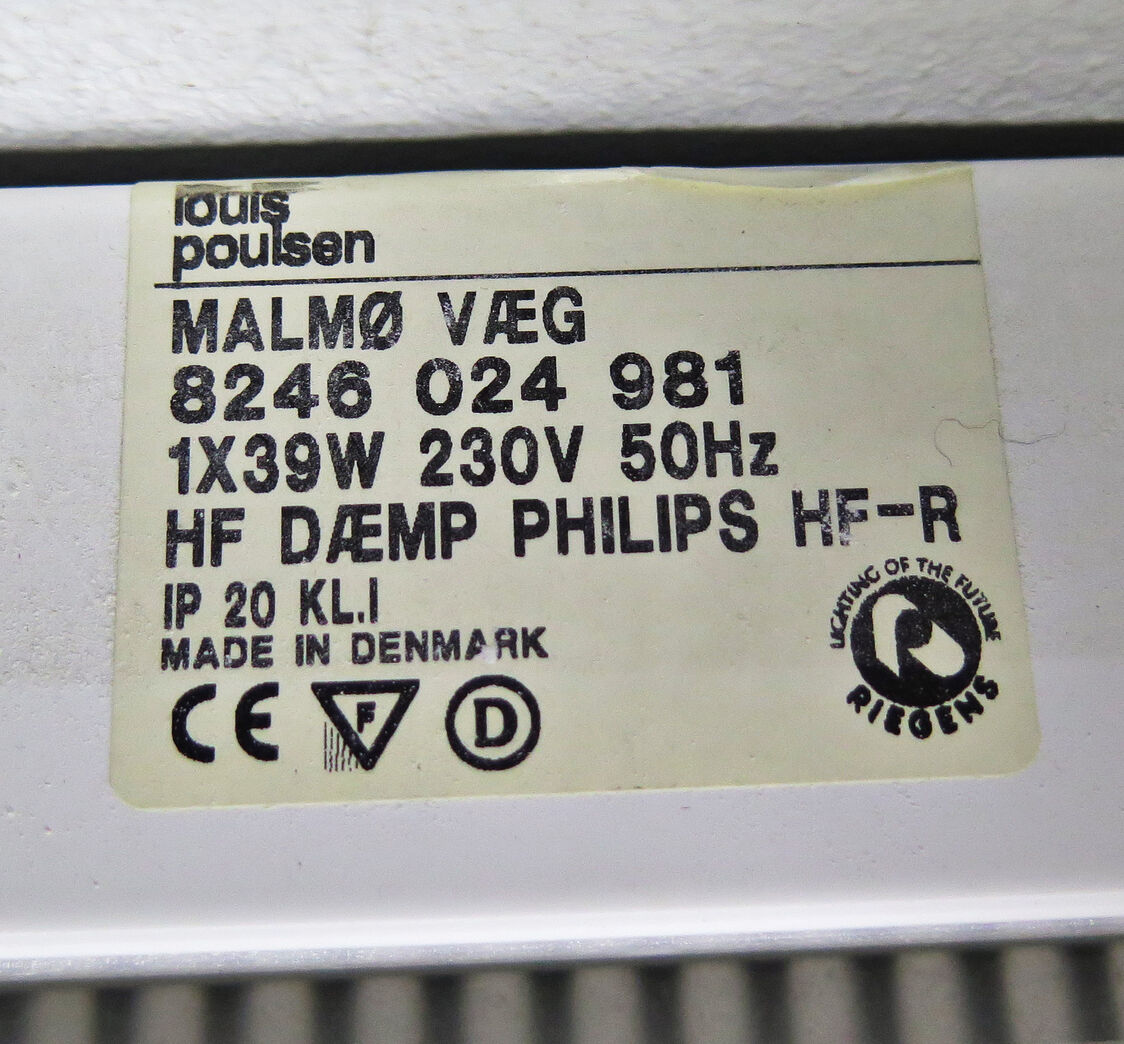 louis
poulsen
MALMØ VÆG
8246 024 981
1X39W 230V 50Hz
HF DÆMP PHILIPS HF-R
IP 20 KL.I
MADE IN DENMARK
CE F D
LIGHTING OF THE FUTURE
R
RIEGENS